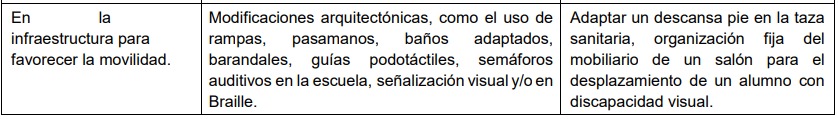 En la
infraestructura para
favorecer la movilidad.
Modificaciones arquitectónicas, como el uso de
rampas, pasamanos, baños adaptados,
barandales, guías podotáctiles, semáforos
auditivos en la escuela, señalización visual y/o en
Braille.
Adaptar un descansa pie en la taza
sanitaria, organización fija del
mobiliario de un salón para el
desplazamiento de un alumno con
discapacidad visual.